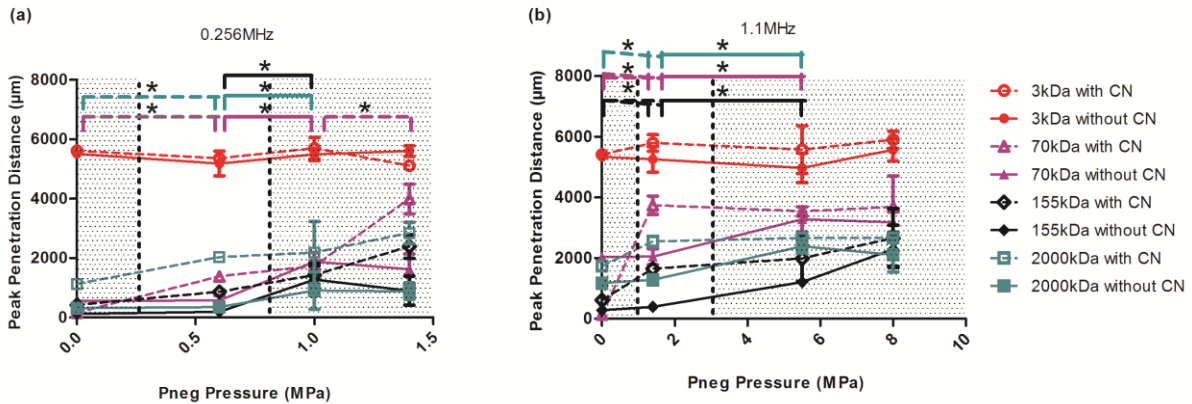 (a)
0.256MHz
Peak Penetration Distance (µm)
8000
6000
4000
2000
0
* * * * * * *
0.0 0.5 1.0 1.5
Pneg Pressure (MPa)
(b)
1.1MHz
Peak Penetration Distance (µm)
8000
6000
4000
2000
0
* *
* *
* *
0 2 4 6 8 10
Pneg Pressure (MPa)
3kDa with CN
3kDa without CN
70kDa with CN
70kDa without CN
155kDa with CN
155kDa without CN
2000kDa with CN
2000kDa without CN